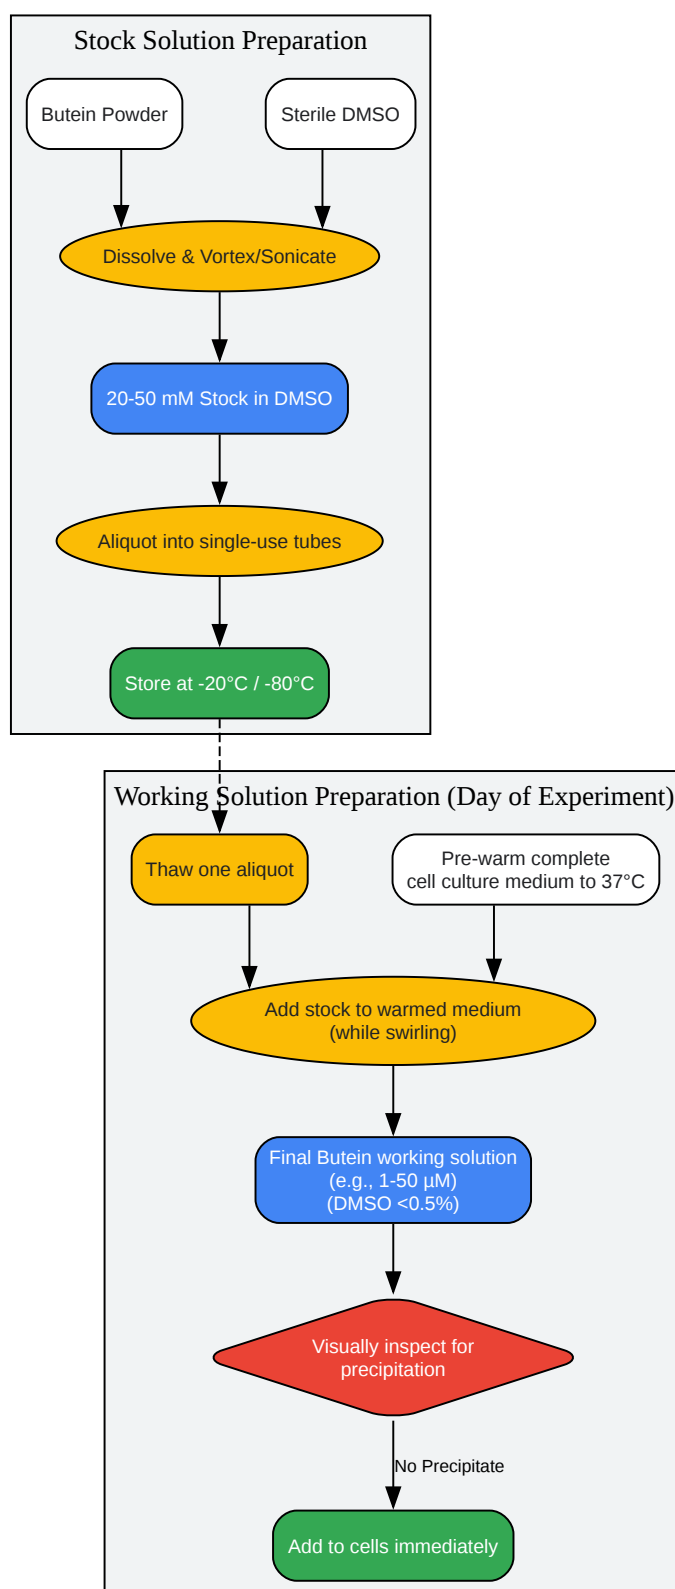 Stock Solution Preparation
Butein Powder
Sterile DMSO
Dissolve & Vortex/Sonicate
20-50 mM Stock in DMSO
Aliquot into single-use tubes
Store at -20°C / -80°C
Working Solution Preparation (Day of Experiment)
Thaw one aliquot
Pre-warm complete
cell culture medium to 37°C
Add stock to warmed medium
(while swirling)
Final Butein working solution
(e.g., 1-50 µM)
(DMSO <0.5%)
Visually inspect for
precipitation
No Precipitate
Add to cells immediately